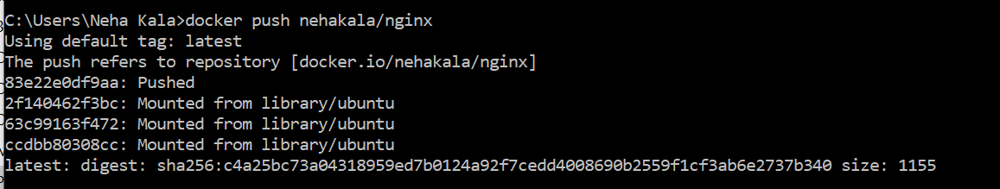 C:\Users\Neha Kala>docker push nehakala/nginx
Using default tag: latest
The push refers to repository [docker.io/nehakala/nginx]
83e22e0df9aa: Pushed
2f140462f3bc: Mounted from library/ubuntu
63c99163f472: Mounted from library/ubuntu
ccdbb80308cc: Mounted from library/ubuntu
latest: digest: sha256:c4a25bc73a04318959ed7b0124a92f7cedd4008690b2559f1cf3ab6e2737b340 size: 1155